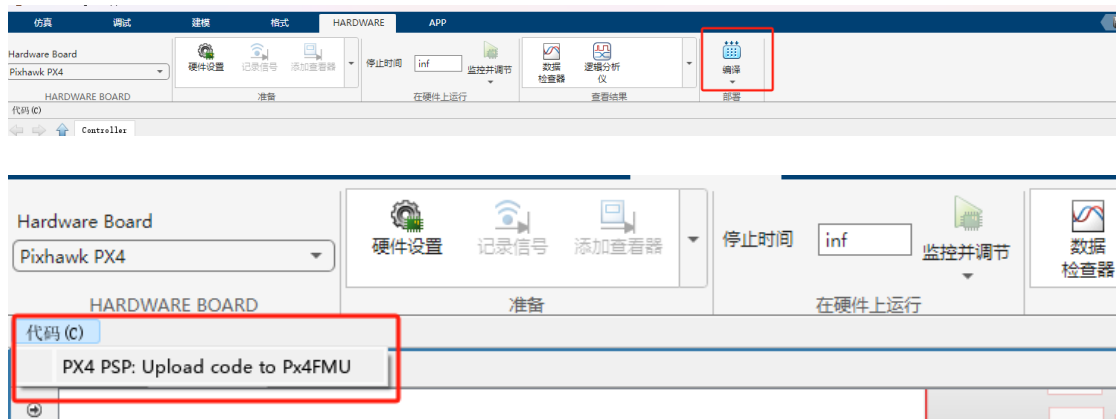 仿真 调试 建模 格式 HARDWARE APP
Hardware Board
Pixhawk PX4
硬件设置 记录信号 添加查看器 停止时间 inf 监控并调节 数据检查器 逻辑分析仪 编译
HARDWARE BOARD 准备 在硬件上运行 查看结果 部署
代码(C)
Controller
Hardware Board
Pixhawk PX4
硬件设置 记录信号 添加查看器 停止时间 inf 监控并调节 数据
检查器
HARDWARE BOARD 准备 在硬件上运行
代码(C)
PX4 PSP: Upload code to Px4FMU